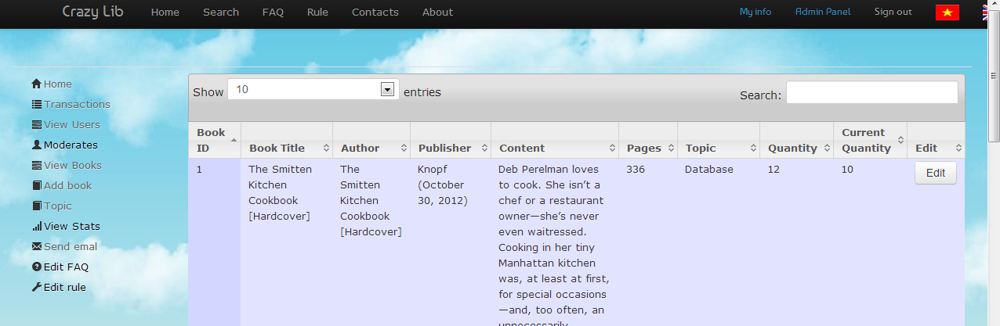 Crazy Lib Home Search FAQ Rule Contacts About My info Admin Panel Sign out
Home
Transactions
View Users
Moderates
View Books
Add book
Topic
View Stats
Send emal
Edit FAQ
Edit rule
Show 10 entries Search:
Book ID Book Title Author Publisher Content Pages Topic Quantity Current Quantity Edit
1
The Smitten
Kitchen
Cookbook
[Hardcover]
The
Smitten
Kitchen
Cookbook
[Hardcover]
Knopf
(October
30, 2012)
Deb Perelman loves
to cook. She isn’t a
chef or a restaurant
owner—she’s never
even waitressed.
Cooking in her tiny
Manhattan kitchen
was, at least at first,
for special occasions
—and, too often, an
unnecessarily
336
Database
12
10
Edit